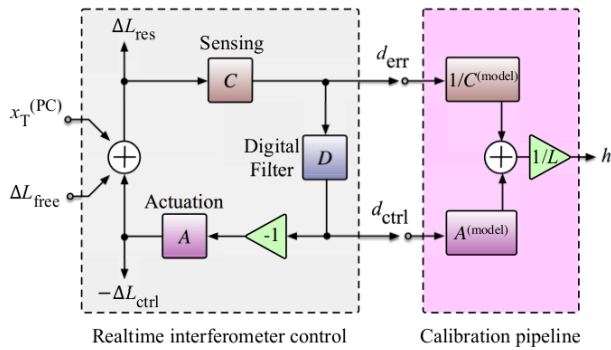 ΔL_res
Sensing
C
d_err
1/C^(model)
x_T^(PC)
Digital
Filter
D
1/L
h
ΔL_free
Actuation
A
-1
d_ctrl
A^(model)
−ΔL_ctrl
Realtime interferometer control
Calibration pipeline